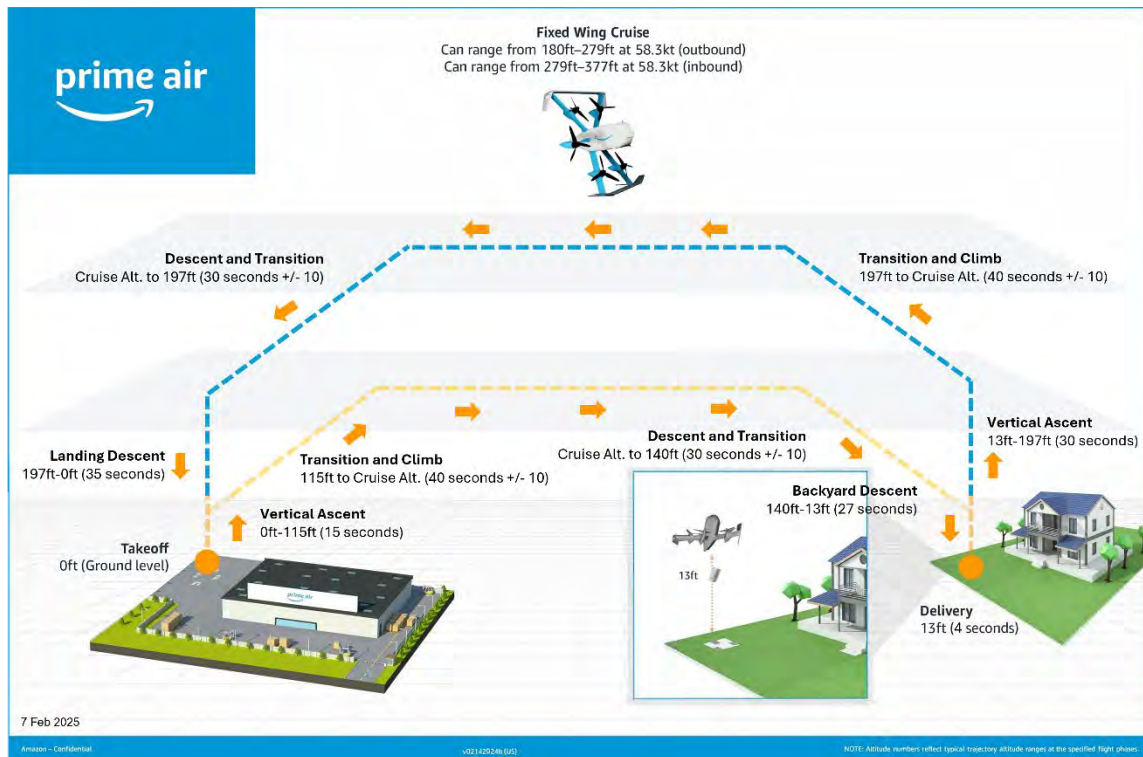 prime air
Fixed Wing Cruise
Can range from 180ft–279ft at 58.3kt (outbound)
Can range from 279ft–377ft at 58.3kt (inbound)
Descent and Transition
Cruise Alt. to 197ft (30 seconds +/- 10)
Transition and Climb
197ft to Cruise Alt. (40 seconds +/- 10)
Landing Descent
197ft-0ft (35 seconds)
Transition and Climb
115ft to Cruise Alt. (40 seconds +/- 10)
Descent and Transition
Cruise Alt. to 140ft (30 seconds +/- 10)
Vertical Ascent
13ft-197ft (30 seconds)
Vertical Ascent
0ft-115ft (15 seconds)
Backyard Descent
140ft-13ft (27 seconds)
Takeoff
0ft (Ground level)
prime air
13ft
Delivery
13ft (4 seconds)
7 Feb 2025
Amazon – Confidential
v02142924b (US)
NOTE: Altitude numbers reflect typical trajectory altitude ranges at the specified flight phases.